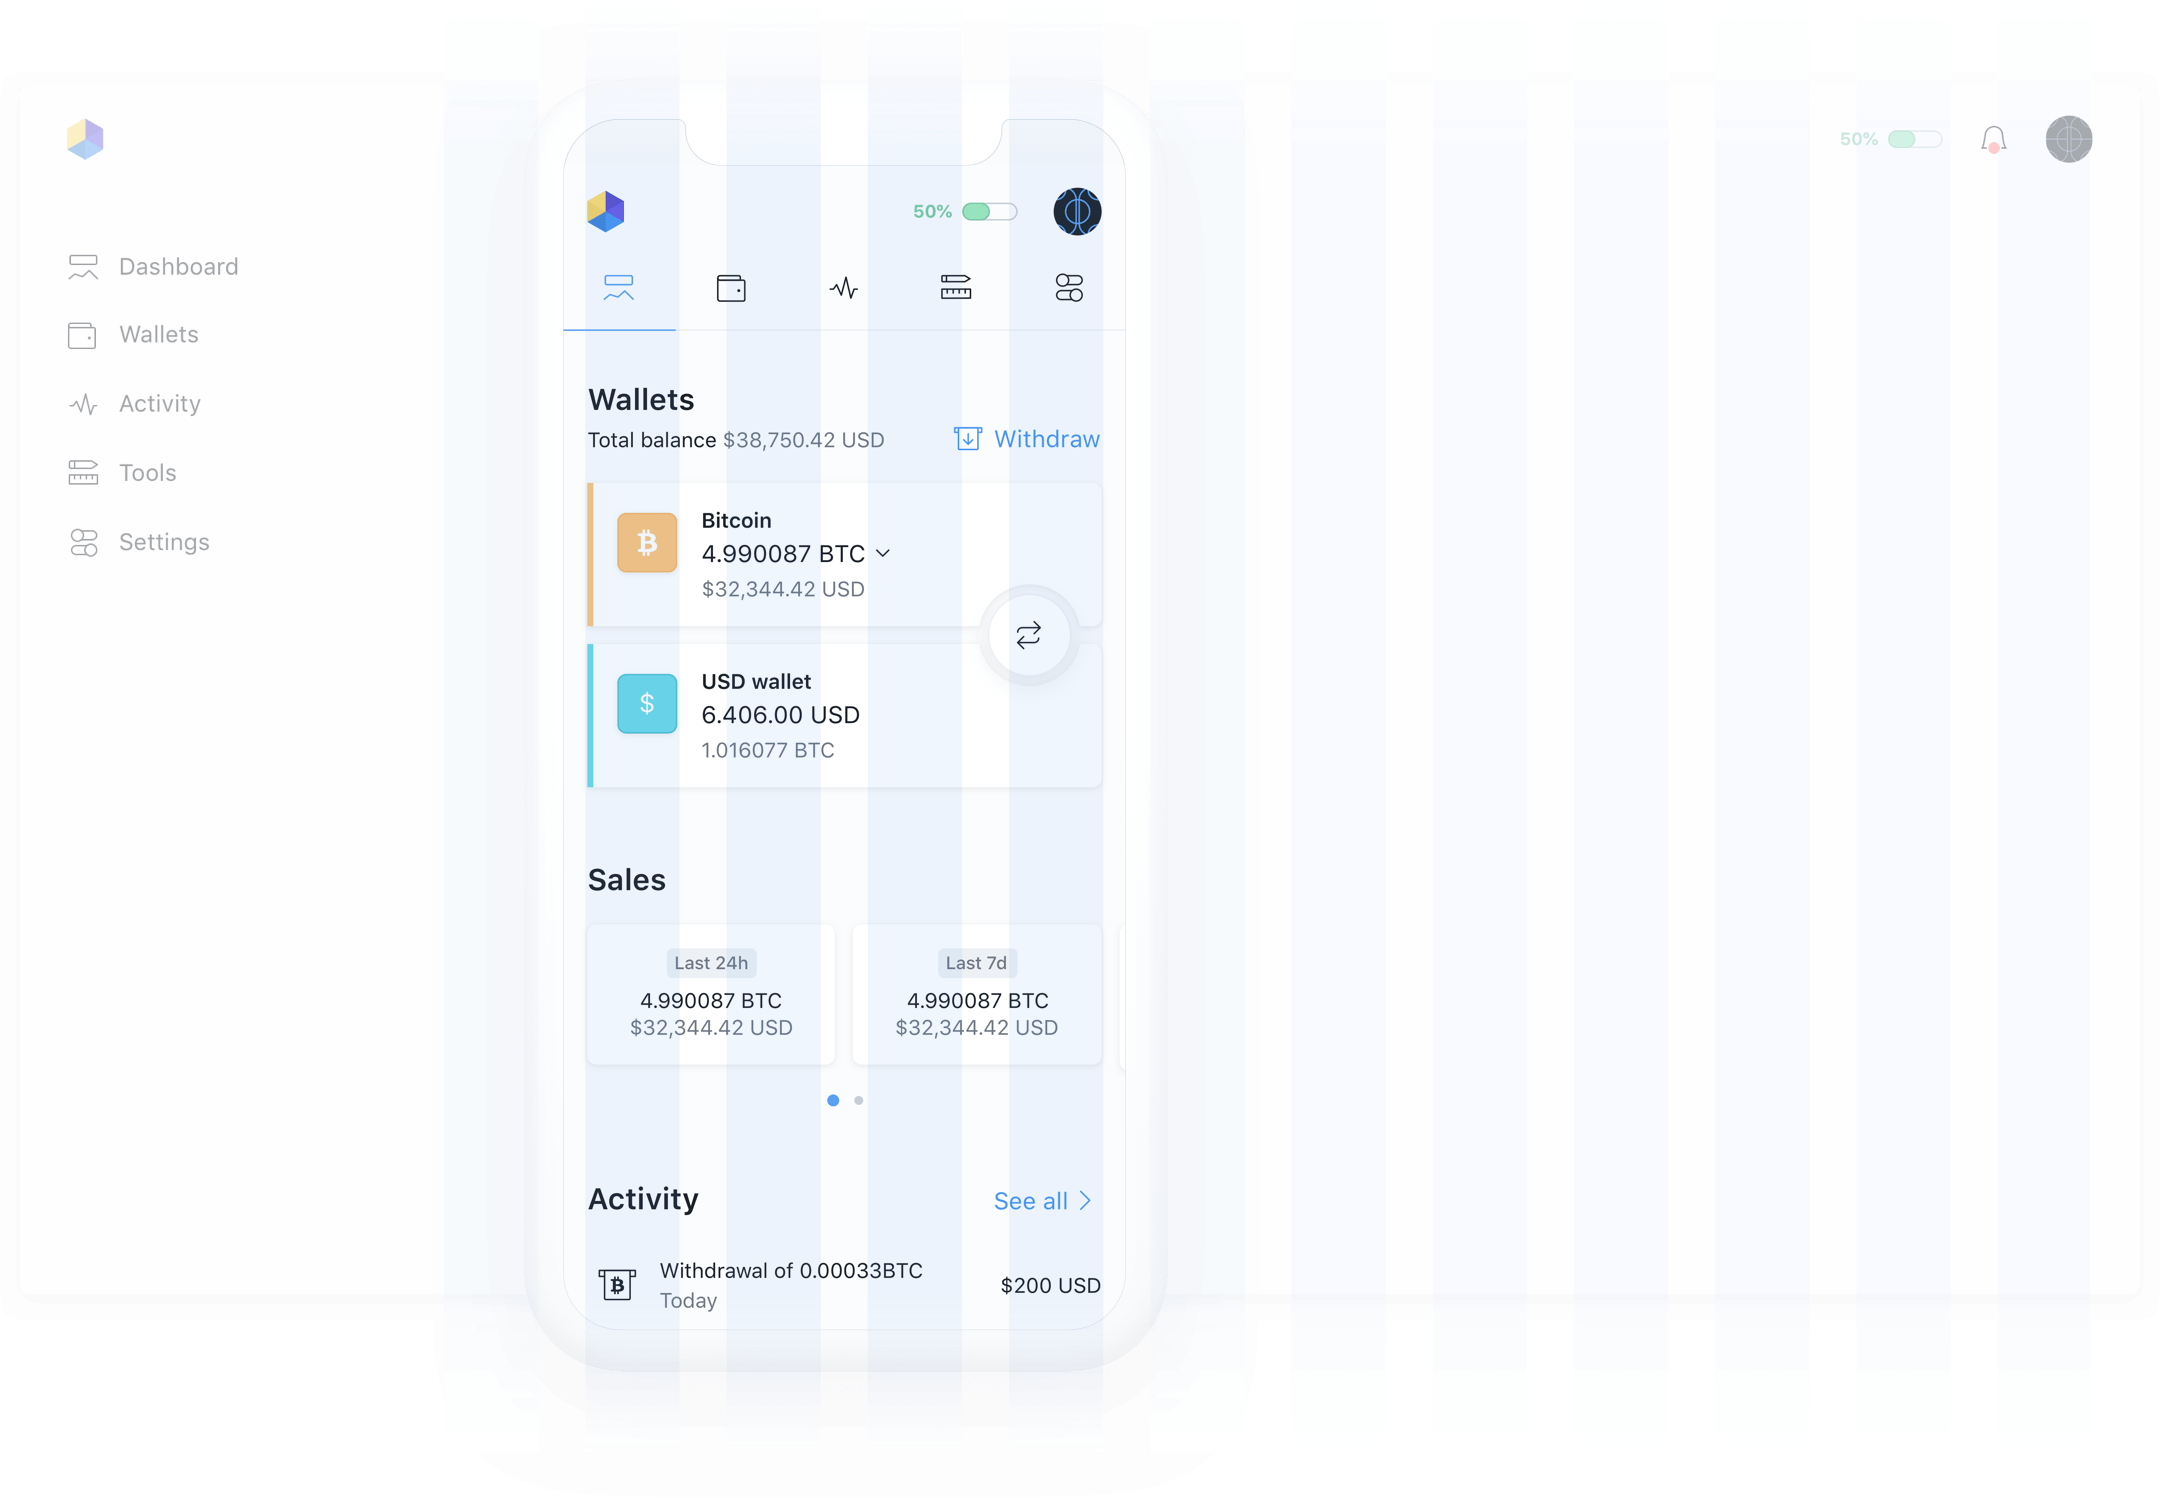 50%
Dashboard
Wallets
Activity
Tools
Settings
50%
Wallets
Total balance $38,750.42 USD
Withdraw
Bitcoin
4.990087 BTC
$32,344.42 USD
USD wallet
6.406.00 USD
1.016077 BTC
Sales
Last 24h
4.990087 BTC
$32,344.42 USD
Last 7d
4.990087 BTC
$32,344.42 USD
Activity
See all
Withdrawal of 0.00033BTC
Today
$200 USD